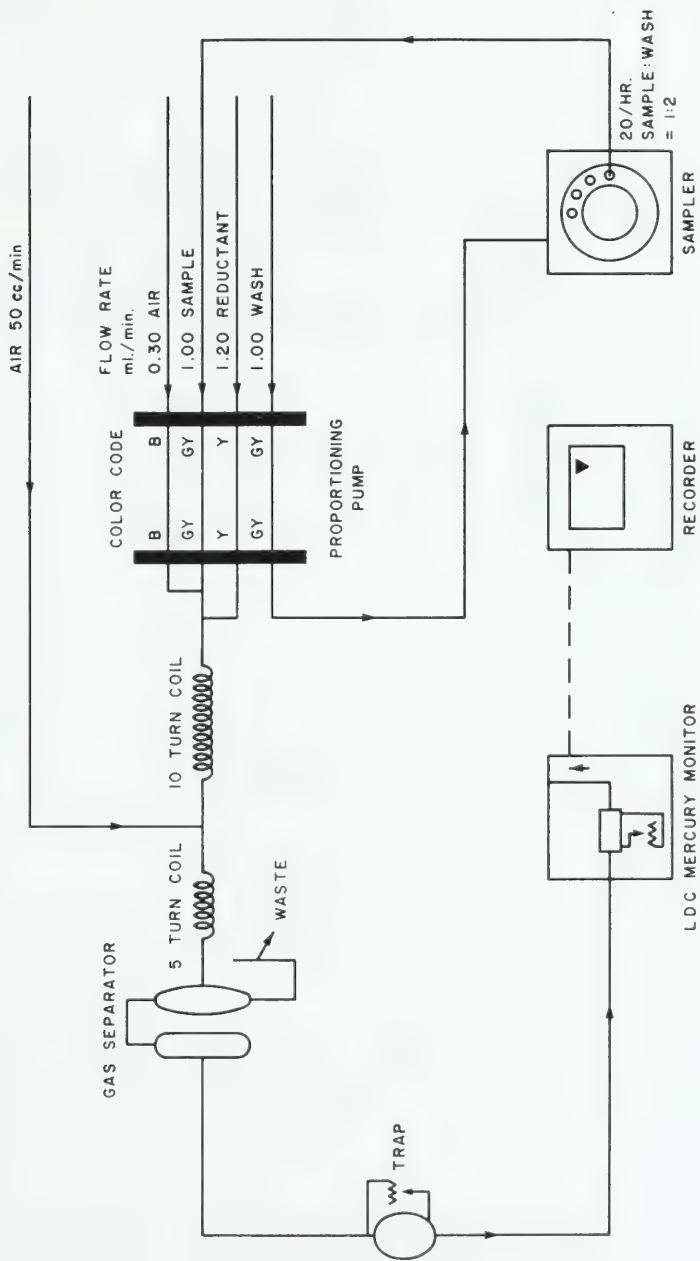 AIR 50 cc/min
FLOW RATE
ml./min.
COLOR CODE
B
B
0.30 AIR
GY
GY
1.00 SAMPLE
Y
Y
1.20 REDUCTANT
GY
GY
1.00 WASH
PROPORTIONING
PUMP
10 TURN COIL
5 TURN COIL
GAS SEPARATOR
WASTE
TRAP
LDC MERCURY MONITOR
RECORDER
SAMPLER
20/HR.
SAMPLE:WASH
= 1:2